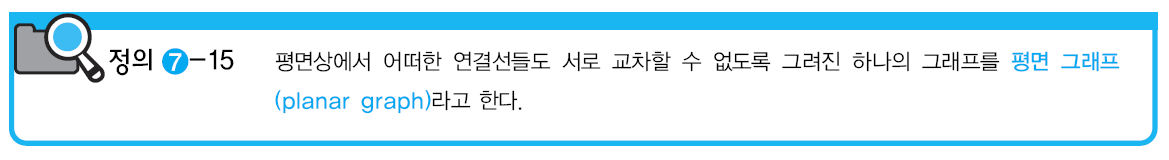 정의 7-15 평면상에서 어떠한 연결선들도 서로 교차할 수 없도록 그려진 하나의 그래프를 평면 그래프
(planar graph)라고 한다.